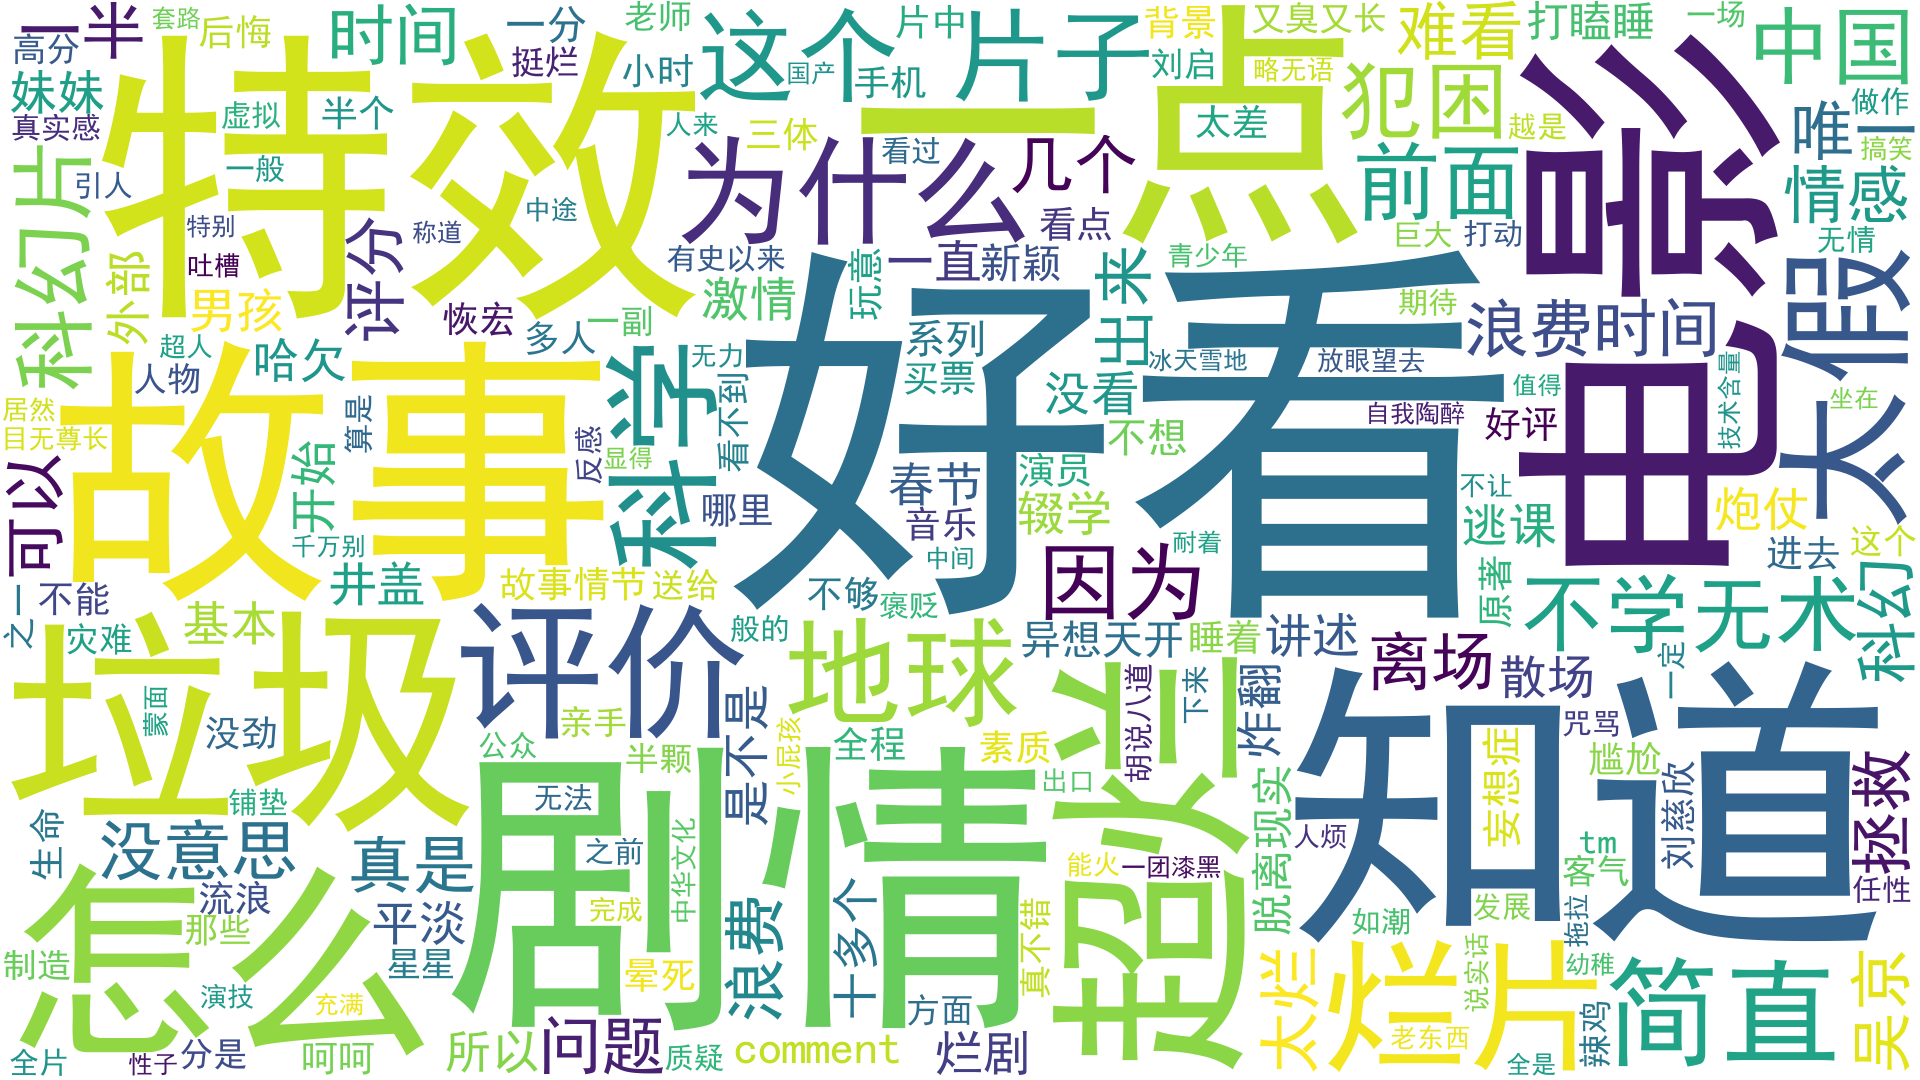 一半
套路
后悔
高分
妹妹
真实感
虚拟
半个
时间
一分
挺烂
老师
小时
人来
这个
片中
国产
手机
片子
一点
背景
刘启
又臭又长
略无语
太差
难看
犯困
打瞌睡
一场
越是
中国
做作
搞笑
唯一
特效
科幻片
引人
一般
特别
吐槽
外部
男孩
评分
称道
中途
恢宏
三体
看过
为什么
几个
看点
有史以来
激情
一直
新颖
玩意
出来
青少年
前面
巨大
打动
期待
情感
无情
电影
太假
浪费时间
故事
超人
人物
哈欠
居然
目无尊长
算是
多人
一副
反感
显得
科学
无力
看不到
哪里
系列
买票
好看
没看
不想
冰天雪地
放眼望去
自我陶醉
好评
值得
技术含量
坐在
可以
开始
千万别
春节
音乐
中间
演员
辍学
耐着
不让
逃课
炮仗
进去
这个
原著
因为
之一
不能
灾难
基本
井盖
故事情节
送给
不够
褒贬
般的
异想天开
睡着
讲述
离场
散场
一定
不学无术
科幻
垃圾
蒙面
没劲
评价
亲手
公众
半颗
无法
是不是
小屁孩
地球
全程
素质
出口
胡说八道
下来
炸翻
知道
咒骂
尴尬
妄想症
刘慈欣
tm
客气
拯救
任性
生命
铺垫
没意思
真是
流浪
那些
平淡
星星
制造
演技
充满
怎么
剧情
之前
完成
中华文化
晕死
浪费
十多个
真不错
能火
一团漆黑
超尴尬
脱离现实
人烦
如潮
发展
拖拉
幼稚
说实话
太烂
烂片
老东西
全是
辣鸡
简直
吴京
全片
性子
分是
呵呵
所以
问题
质疑
comment
方面
烂剧